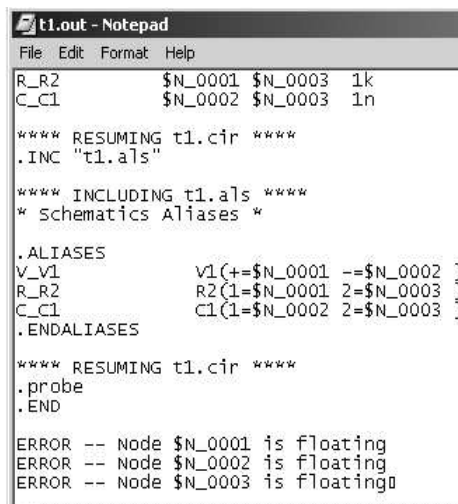 t1.out - Notepad
File Edit Format Help
R_R2 $N_0001 $N_0003 1k
C_C1 $N_0002 $N_0003 1n
**** RESUMING t1.cir ****
.INC "t1.als"
**** INCLUDING t1.als ****
* Schematics Aliases *
.ALIASES
V_V1 V1(+=$N_0001 -=$N_0002 )
R_R2 R2(1=$N_0001 2=$N_0003 )
C_C1 C1(1=$N_0002 2=$N_0003 )
.ENDALIASES
**** RESUMING t1.cir ****
.probe
.END
ERROR -- Node $N_0001 is floating
ERROR -- Node $N_0002 is floating
ERROR -- Node $N_0003 is floating